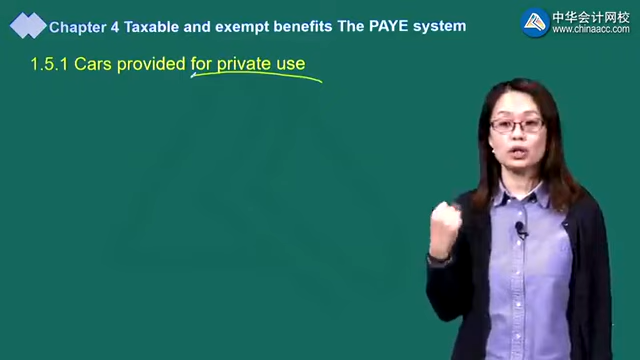 Chapter 4 Taxable and exempt benefits The PAYE system
中华会计网校
www.chinaacc.com
1.5.1 Cars provided for private use